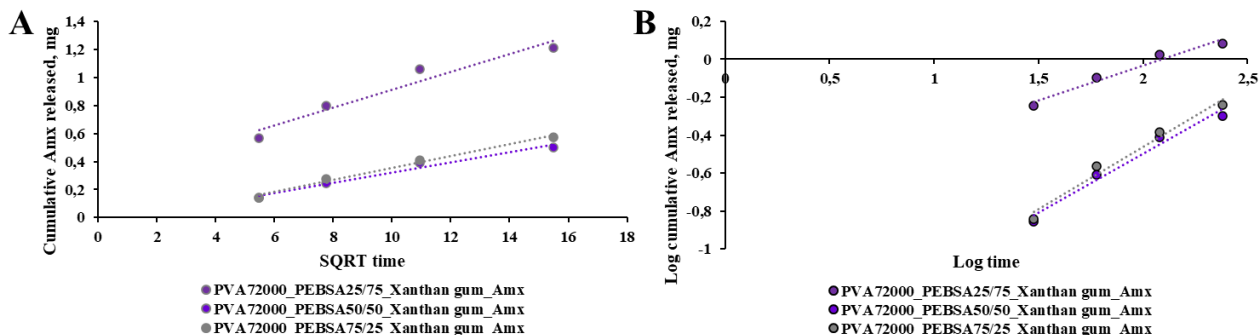 A
Cumulative Amx released, mg
1,4
1,2
1
0,8
0,6
0,4
0,2
0
0 2 4 6 8 10 12 14 16 18
SQRT time
PVA72000_PEBSA25/75_Xanthan gum_Amx
PVA72000_PEBSA50/50_Xanthan gum_Amx
PVA72000_PEBSA75/25_Xanthan gum_Amx
B
Log cumulative Amx released, mg
0,2
0
-0,2
-0,4
-0,6
-0,8
-1
0 0,5 1 1,5 2 2,5
Log time
PVA72000_PEBSA25/75_Xanthan gum_Amx
PVA72000_PEBSA50/50_Xanthan gum_Amx
PVA72000_PEBSA75/25_Xanthan gum_Amx